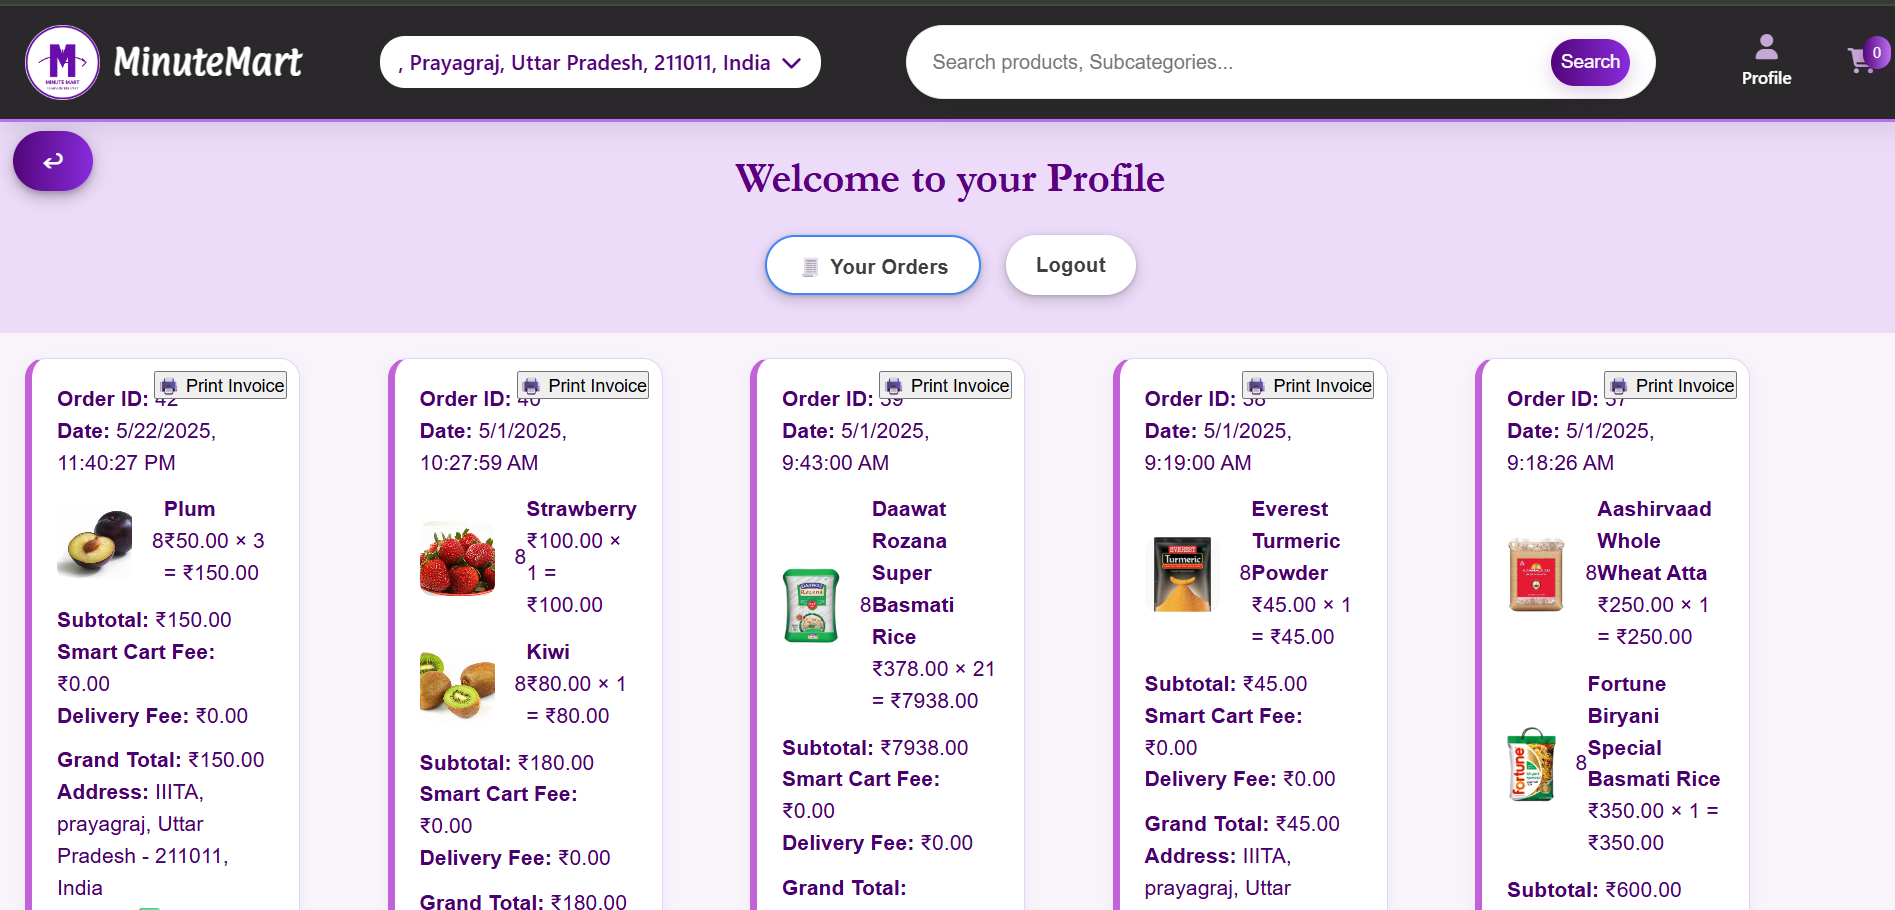 MinuteMart
, Prayagraj, Uttar Pradesh, 211011, India
Search products, Subcategories...
Search
Profile
0
Welcome to your Profile
Your Orders
Logout
Print Invoice
Order ID: 42
Date: 5/22/2025,
11:40:27 PM
Plum
8₹50.00 × 3
= ₹150.00
Subtotal: ₹150.00
Smart Cart Fee:
₹0.00
Delivery Fee: ₹0.00
Grand Total: ₹150.00
Address: IIITA,
prayagraj, Uttar
Pradesh - 211011,
India
Print Invoice
Order ID: 40
Date: 5/1/2025,
10:27:59 AM
Strawberry
₹100.00 ×
8
1 =
₹100.00
Kiwi
8₹80.00 × 1
= ₹80.00
Subtotal: ₹180.00
Smart Cart Fee:
₹0.00
Delivery Fee: ₹0.00
Grand Total: ₹180.00
Print Invoice
Order ID: 39
Date: 5/1/2025,
9:43:00 AM
Daawat
Rozana
Super
8Basmati
Rice
₹378.00 × 21
= ₹7938.00
Subtotal: ₹7938.00
Smart Cart Fee:
₹0.00
Delivery Fee: ₹0.00
Grand Total:
Print Invoice
Order ID: 38
Date: 5/1/2025,
9:19:00 AM
EVEREST
Turmeric
Everest
Turmeric
8Powder
₹45.00 × 1
= ₹45.00
Subtotal: ₹45.00
Smart Cart Fee:
₹0.00
Delivery Fee: ₹0.00
Grand Total: ₹45.00
Address: IIITA,
prayagraj, Uttar
Print Invoice
Order ID: 37
Date: 5/1/2025,
9:18:26 AM
Aashirvaad
Whole
8Wheat Atta
₹250.00 × 1
= ₹250.00
fortune
Fortune
Biryani
Special
8
Basmati Rice
₹350.00 × 1 =
₹350.00
Subtotal: ₹600.00